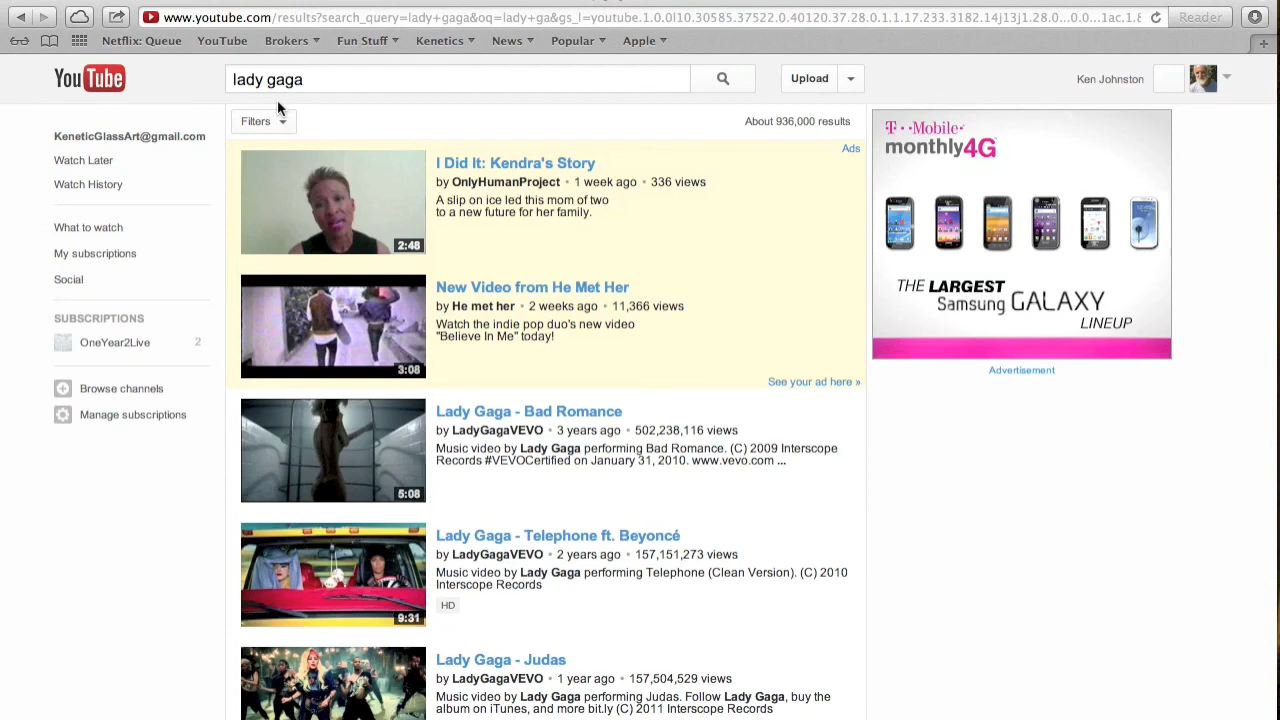 www.youtube.com/results?search_query=lady+gaga&oq=lady+ga&gs_l=youtube.1.0.0l10.30585.37522.0.40120.37.28.0.1.1.17.233.3182.14j13j1.28.0...0.0...1ac.1.8
Reader
Netflix: Queue YouTube Brokers Fun Stuff Kenetics News Popular Apple
YouTube
lady gaga
Upload
Ken Johnston
Filters
About 936,000 results
KeneticGlassArt@gmail.com
Watch Later
Watch History
What to watch
My subscriptions
Social
SUBSCRIPTIONS
OneYear2Live 2
Browse channels
Manage subscriptions
Ads
I Did It: Kendra's Story
by OnlyHumanProject • 1 week ago • 336 views
A slip on ice led this mom of two
to a new future for her family.
2:48
New Video from He Met Her
by He met her • 2 weeks ago • 11,366 views
Watch the indie pop duo's new video
"Believe In Me" today!
3:08
See your ad here »
Lady Gaga - Bad Romance
by LadyGagaVEVO • 3 years ago • 502,238,116 views
Music video by Lady Gaga performing Bad Romance. (C) 2009 Interscope
Records #VEVOCertified on January 31, 2010. www.vevo.com ...
5:08
Lady Gaga - Telephone ft. Beyoncé
by LadyGagaVEVO • 2 years ago • 157,151,273 views
Music video by Lady Gaga performing Telephone (Clean Version). (C) 2010
Interscope Records
HD
9:31
Lady Gaga - Judas
by LadyGagaVEVO • 1 year ago • 157,504,529 views
Music video by Lady Gaga performing Judas. Follow Lady Gaga, buy the
album on iTunes, and more bit.ly (C) 2011 Interscope Records
T··Mobile·
monthly4G
THE LARGEST
Samsung GALAXY
LINEUP
Advertisement